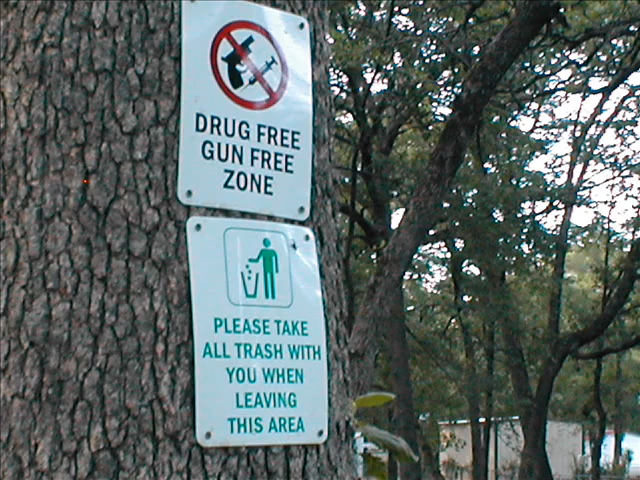 DRUG FREE
GUN FREE
ZONE
PLEASE TAKE
ALL TRASH WITH
YOU WHEN
LEAVING
THIS AREA